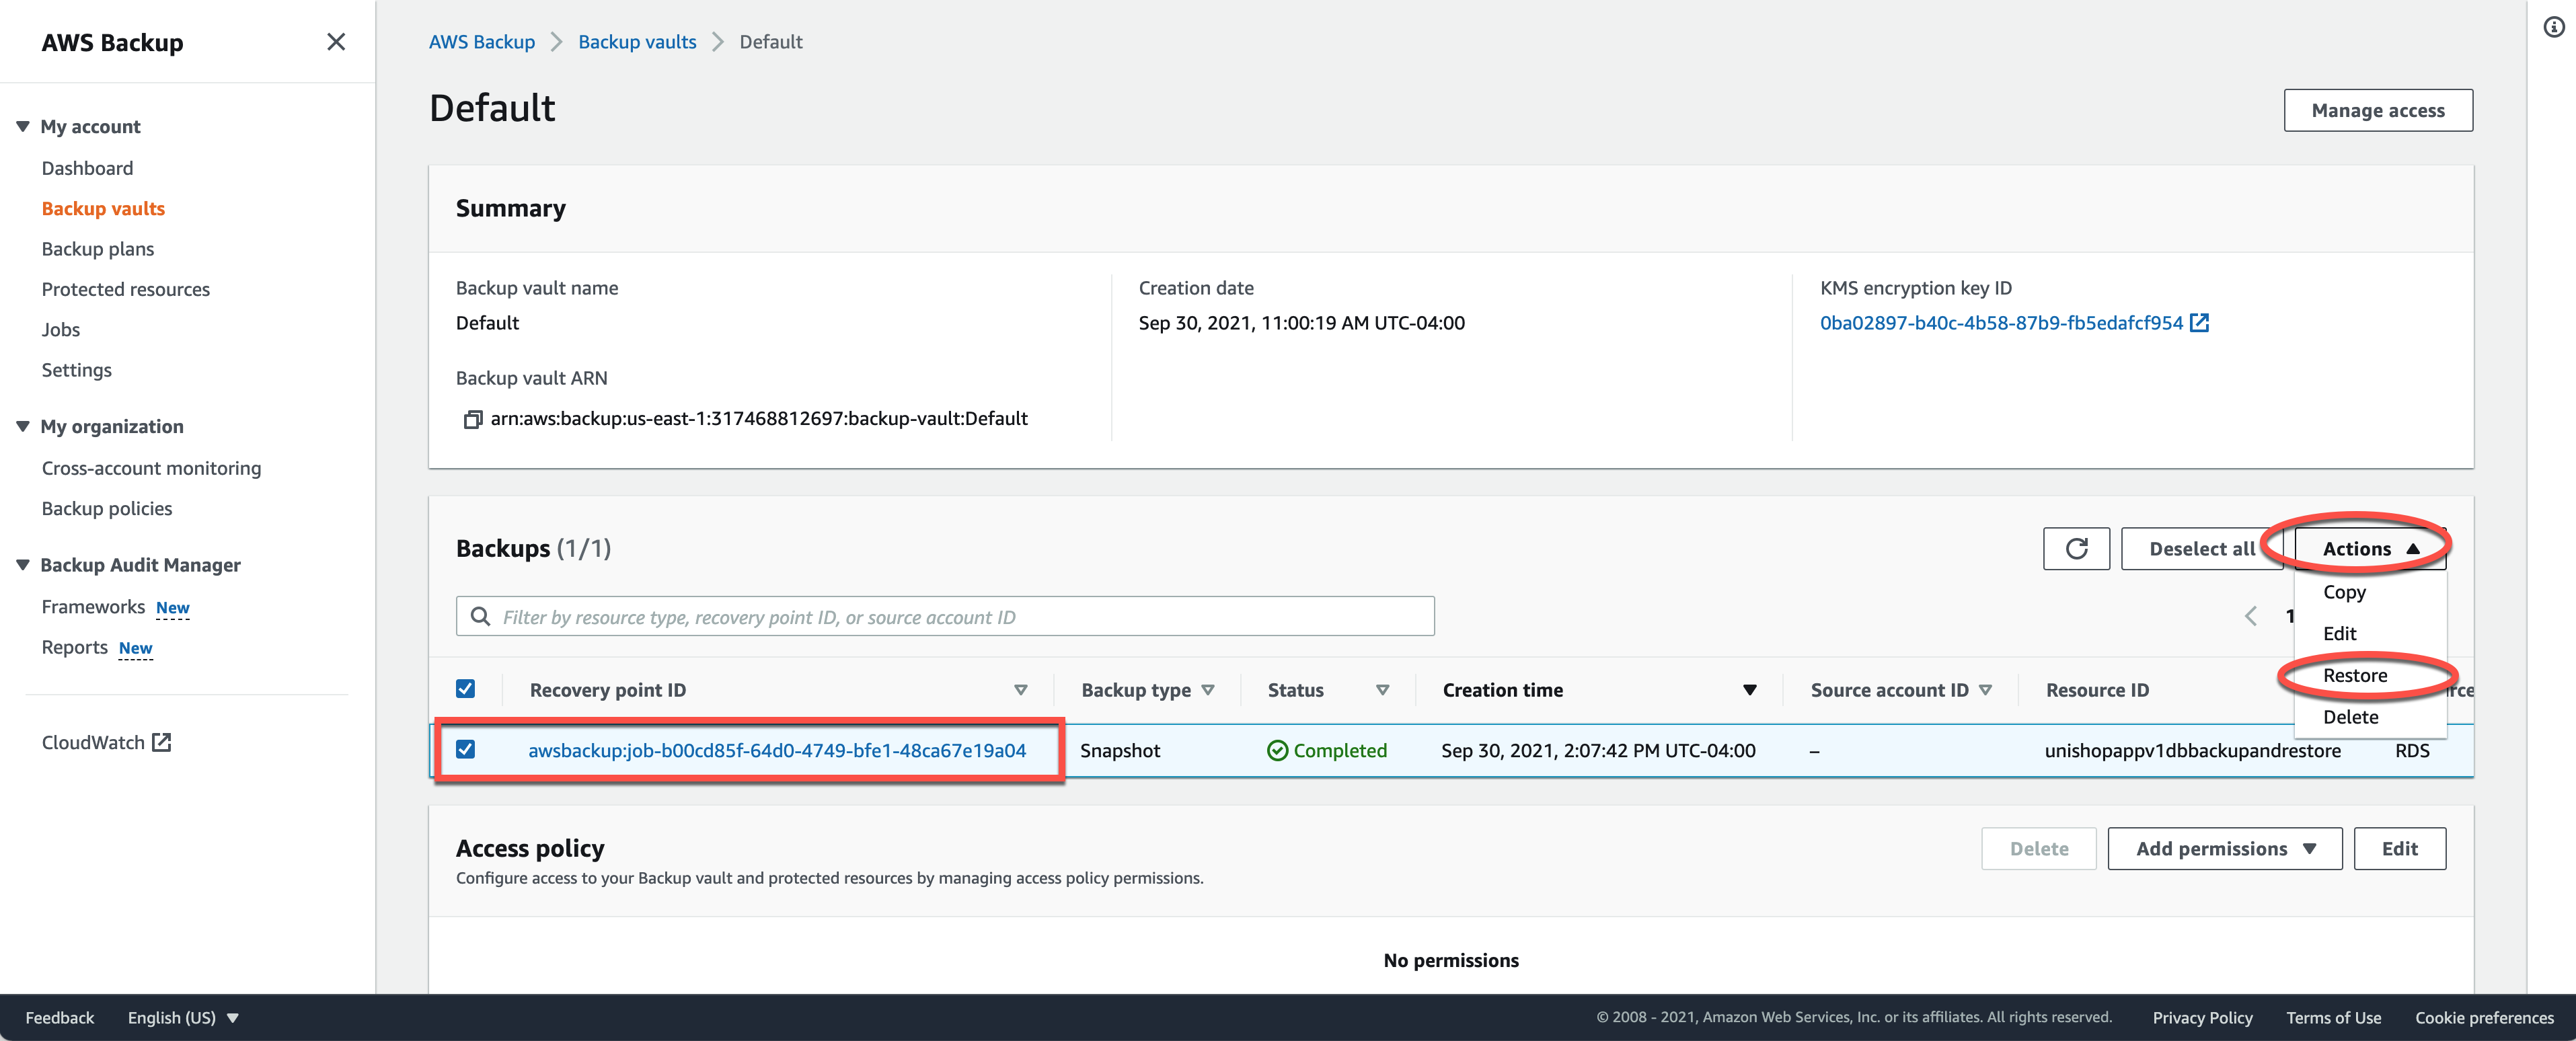 AWS Backup
My account
Dashboard
Backup vaults
Backup plans
Protected resources
Jobs
Settings
My organization
Cross-account monitoring
Backup policies
Backup Audit Manager
Frameworks New
Reports New
CloudWatch
AWS Backup > Backup vaults > Default
Default
Manage access
Summary
Backup vault name
Default
Backup vault ARN
arn:aws:backup:us-east-1:317468812697:backup-vault:Default
Creation date
Sep 30, 2021, 11:00:19 AM UTC-04:00
KMS encryption key ID
0ba02897-b40c-4b58-87b9-fb5edafcf954
Backups (1/1)
Deselect all
Actions
Copy
Edit
Restore
Delete
Filter by resource type, recovery point ID, or source account ID
1
Recovery point ID Backup type Status Creation time Source account ID Resource ID
awsbackup:job-b00cd85f-64d0-4749-bfe1-48ca67e19a04 Snapshot Completed Sep 30, 2021, 2:07:42 PM UTC-04:00 – unishopappv1dbbackupandrestore RDS
Access policy
Configure access to your Backup vault and protected resources by managing access policy permissions.
Delete
Add permissions
Edit
No permissions
Feedback English (US) © 2008 - 2021, Amazon Web Services, Inc. or its affiliates. All rights reserved. Privacy Policy Terms of Use Cookie preferences